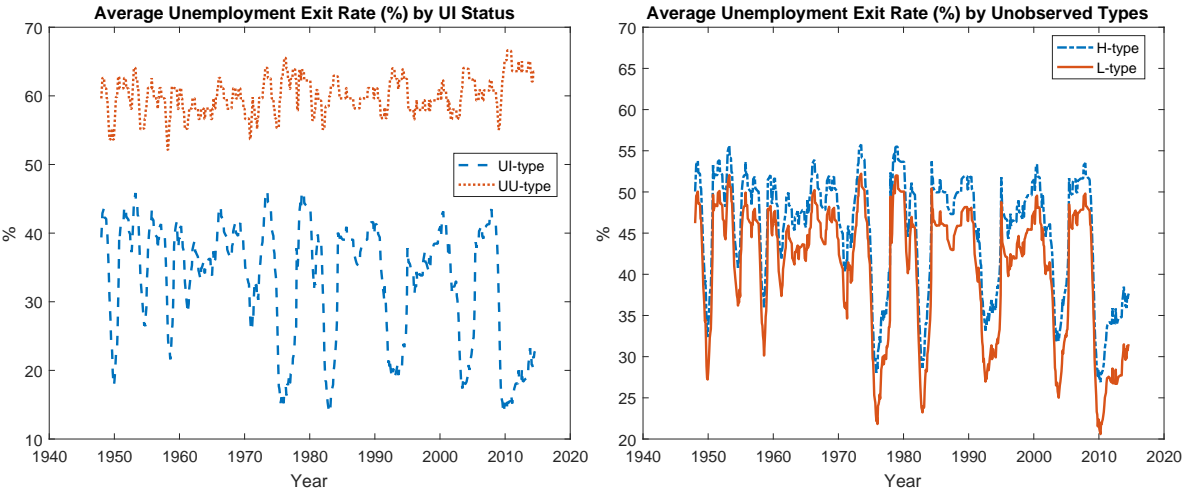 Average Unemployment Exit Rate (%) by UI Status
70
60
50
40
30
20
10
%
1940 1950 1960 1970 1980 1990 2000 2010 2020
Year
UI-type
UU-type
Average Unemployment Exit Rate (%) by Unobserved Types
70
65
60
55
50
45
40
35
30
25
20
%
1940 1950 1960 1970 1980 1990 2000 2010 2020
Year
H-type
L-type